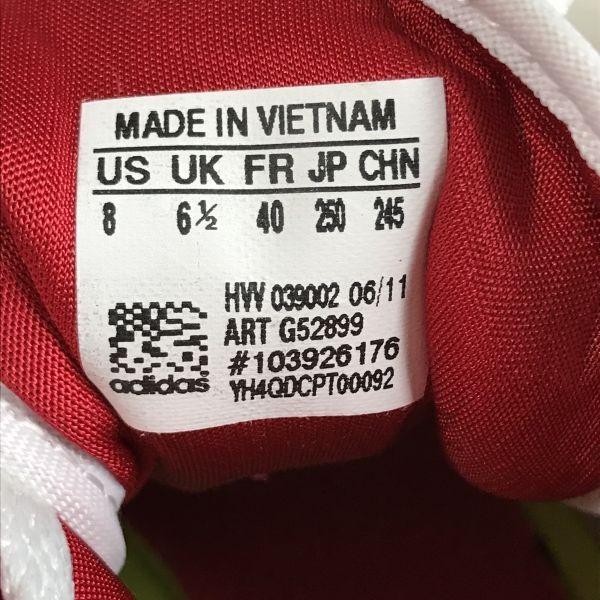 MADE IN VIETNAM
US UK FR JP CHN
8 6½ 40 250 245
HVV 039002 06/11
ART G52899
#103926176
adidas
YH4QDCPT00092